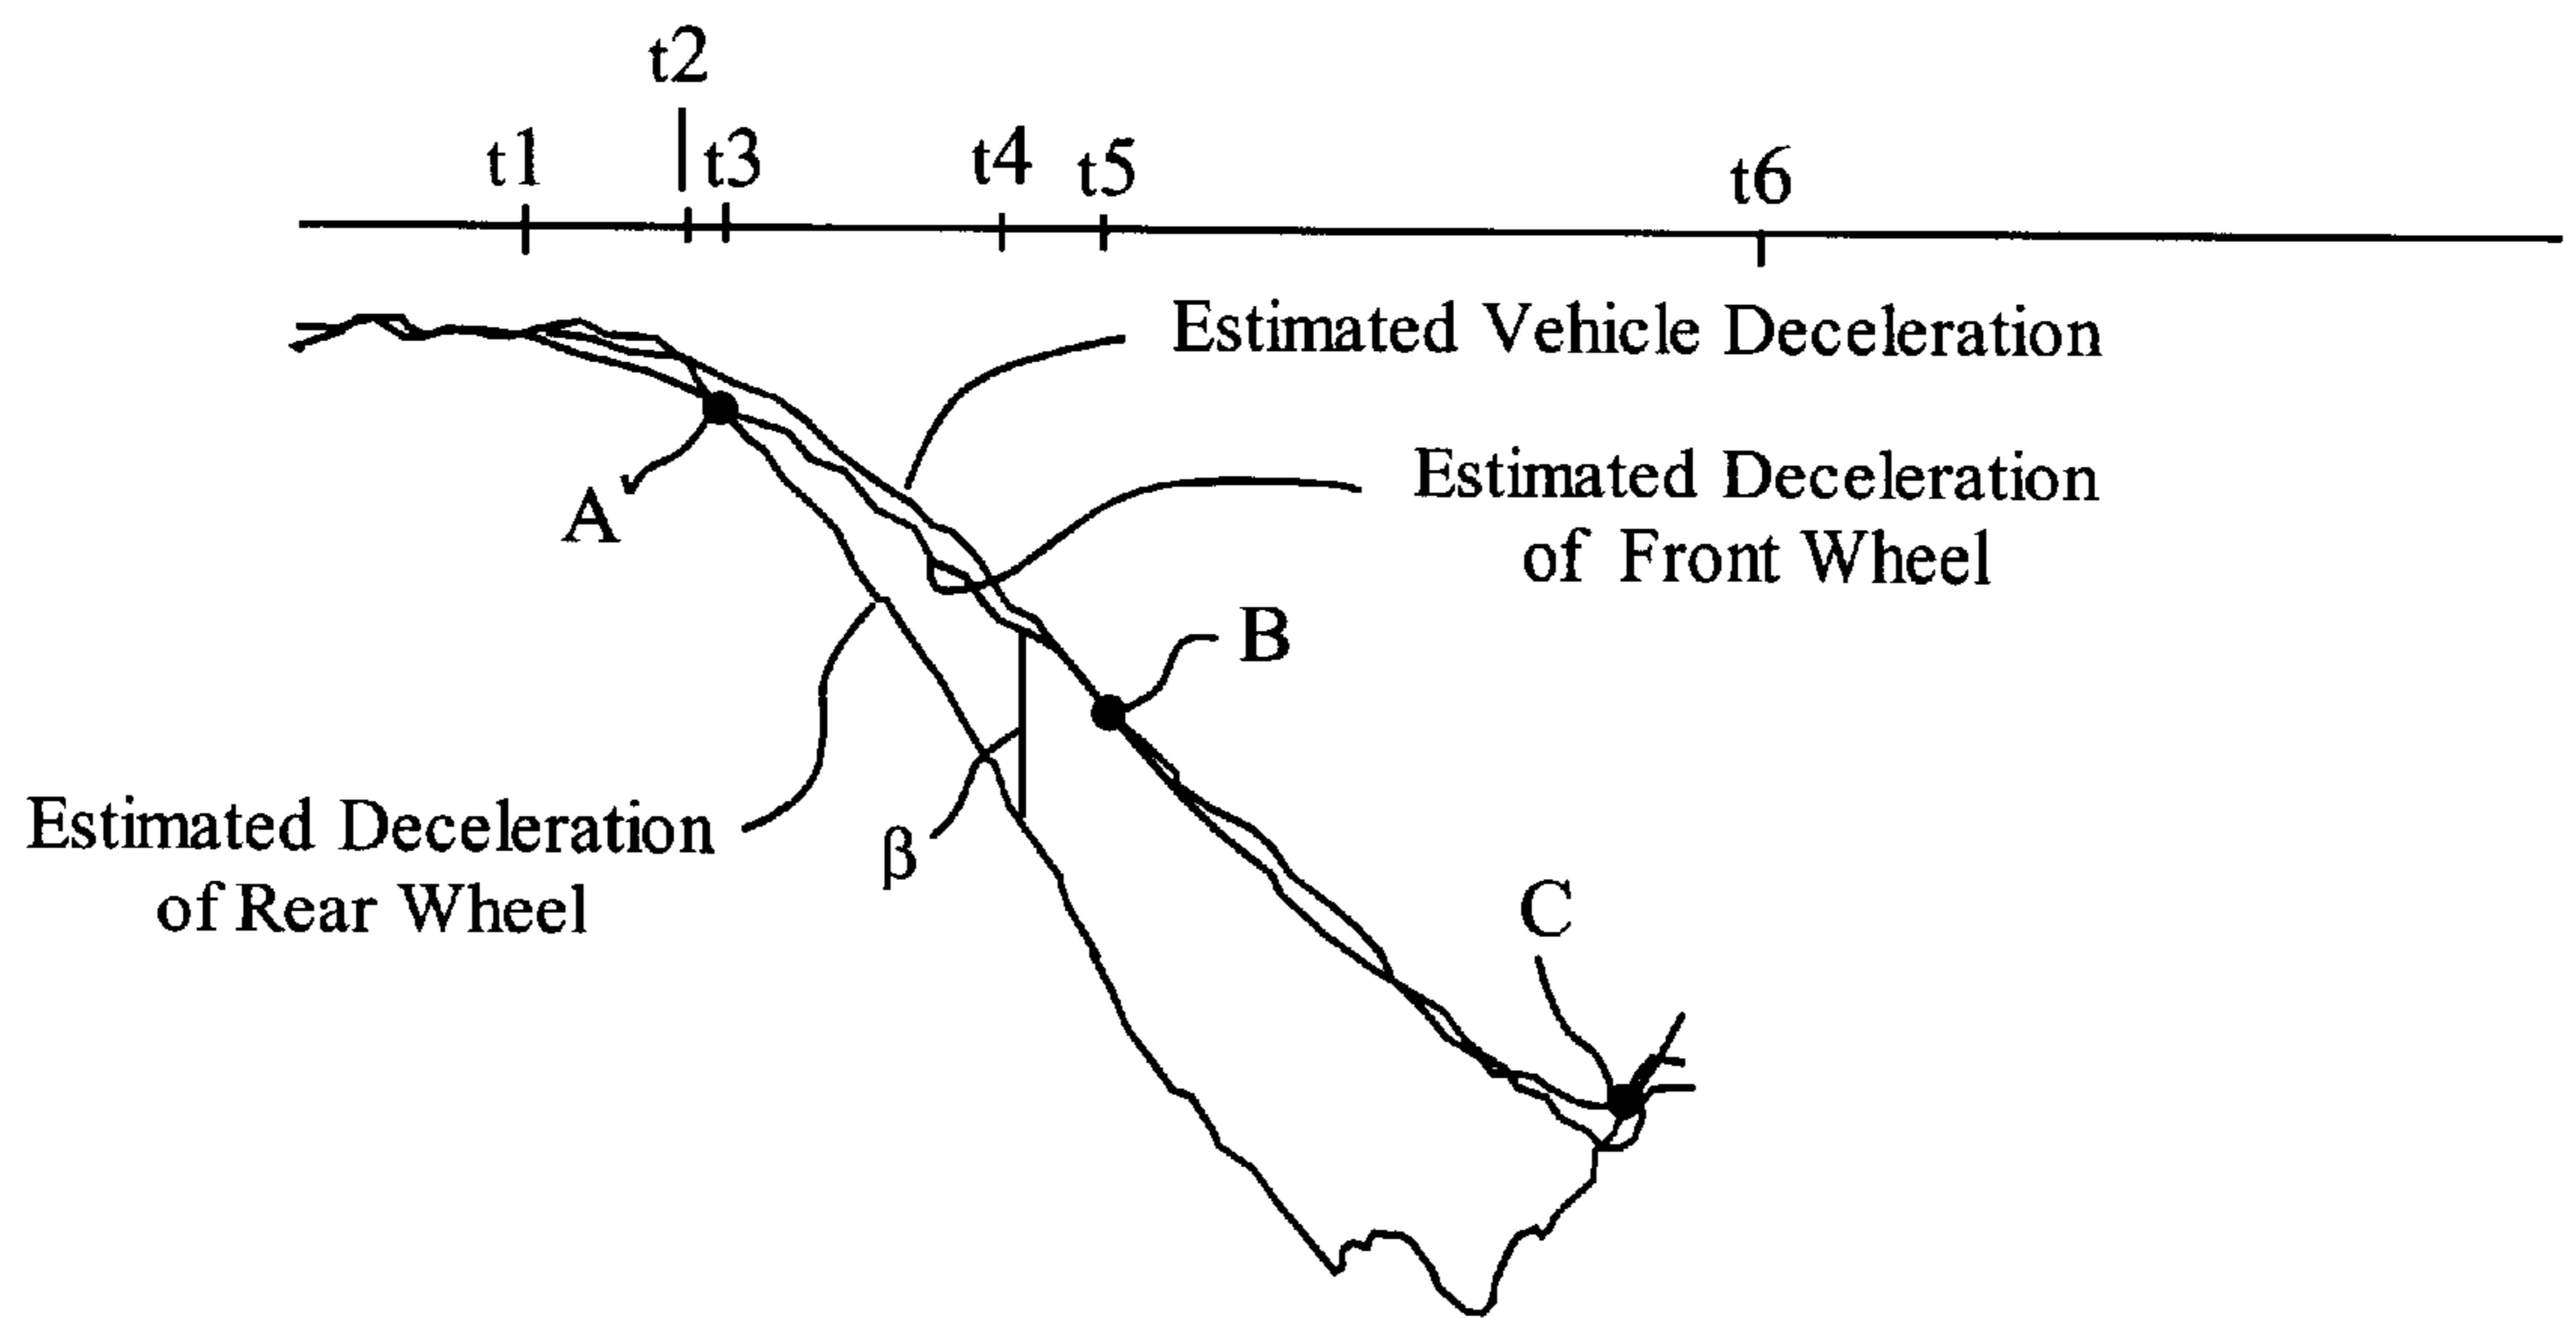 t2
t1
t3
t4
t5
t6
Estimated Vehicle Deceleration
Estimated Deceleration
of Front Wheel
A
B
Estimated Deceleration
of Rear Wheel
β
C